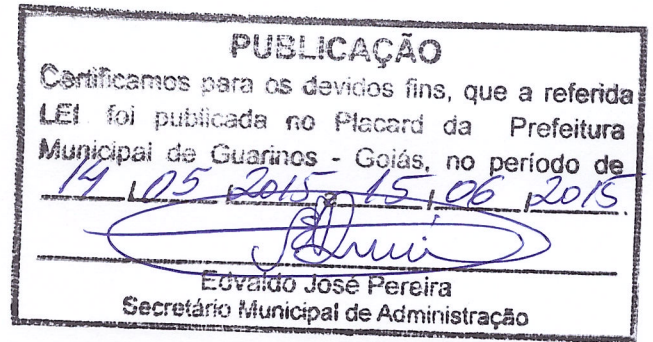 PUBLICAÇÃO
Certificamos para os devidos fins, que a referida
LEI foi publicada no Placard da Prefeitura
Municipal de Guarinos - Goiás, no período de
14 / 05 / 2015 a 15 / 06 / 2015.
Edvaldo José Pereira
Secretário Municipal de Administração